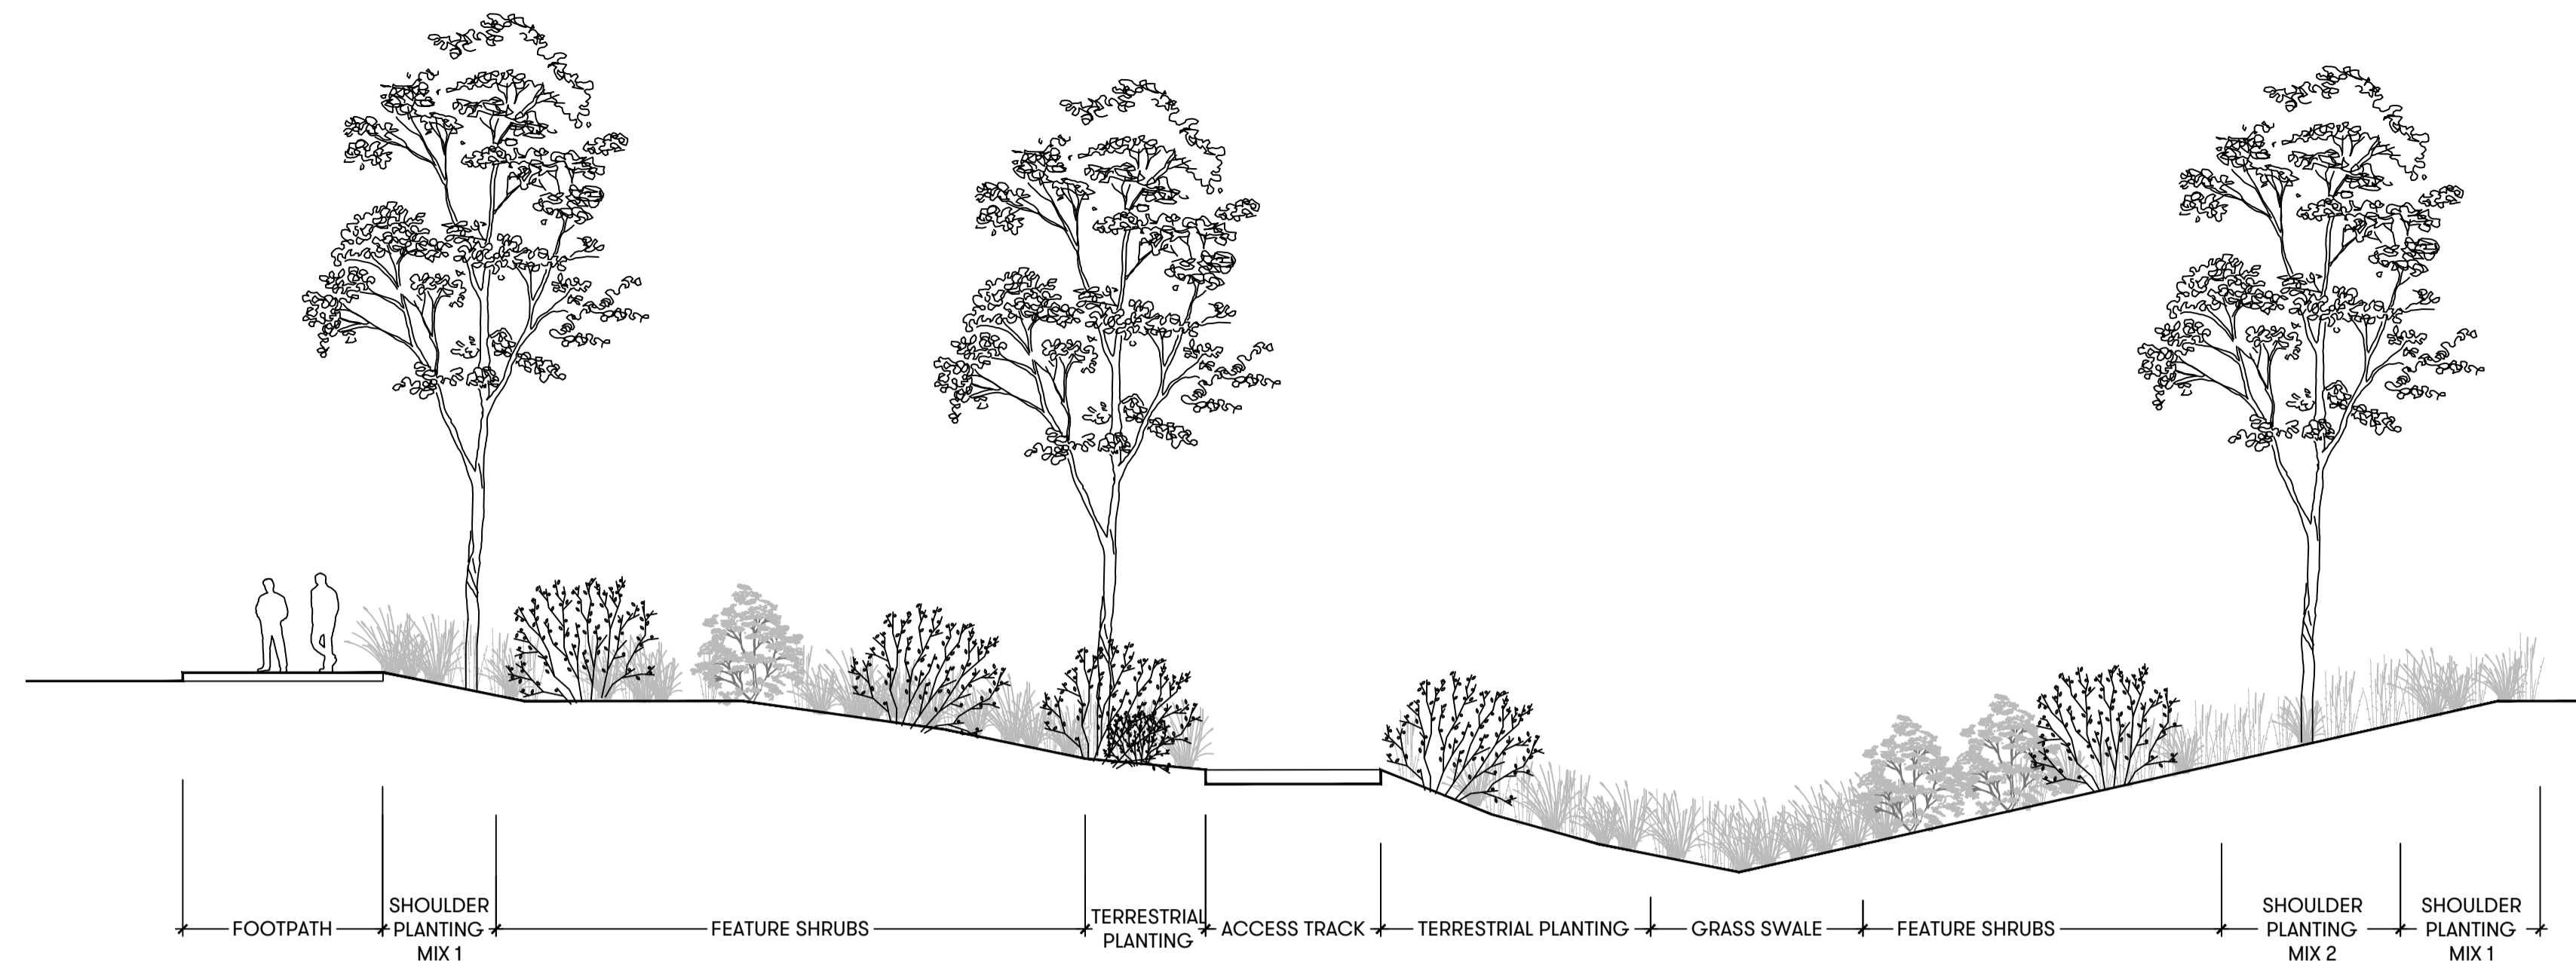 FOOTPATH
SHOULDER
PLANTING
MIX 1
FEATURE SHRUBS
TERRESTRIAL
PLANTING
ACCESS TRACK
TERRESTRIAL PLANTING
GRASS SWALE
FEATURE SHRUBS
SHOULDER
PLANTING
MIX 2
SHOULDER
PLANTING
MIX 1